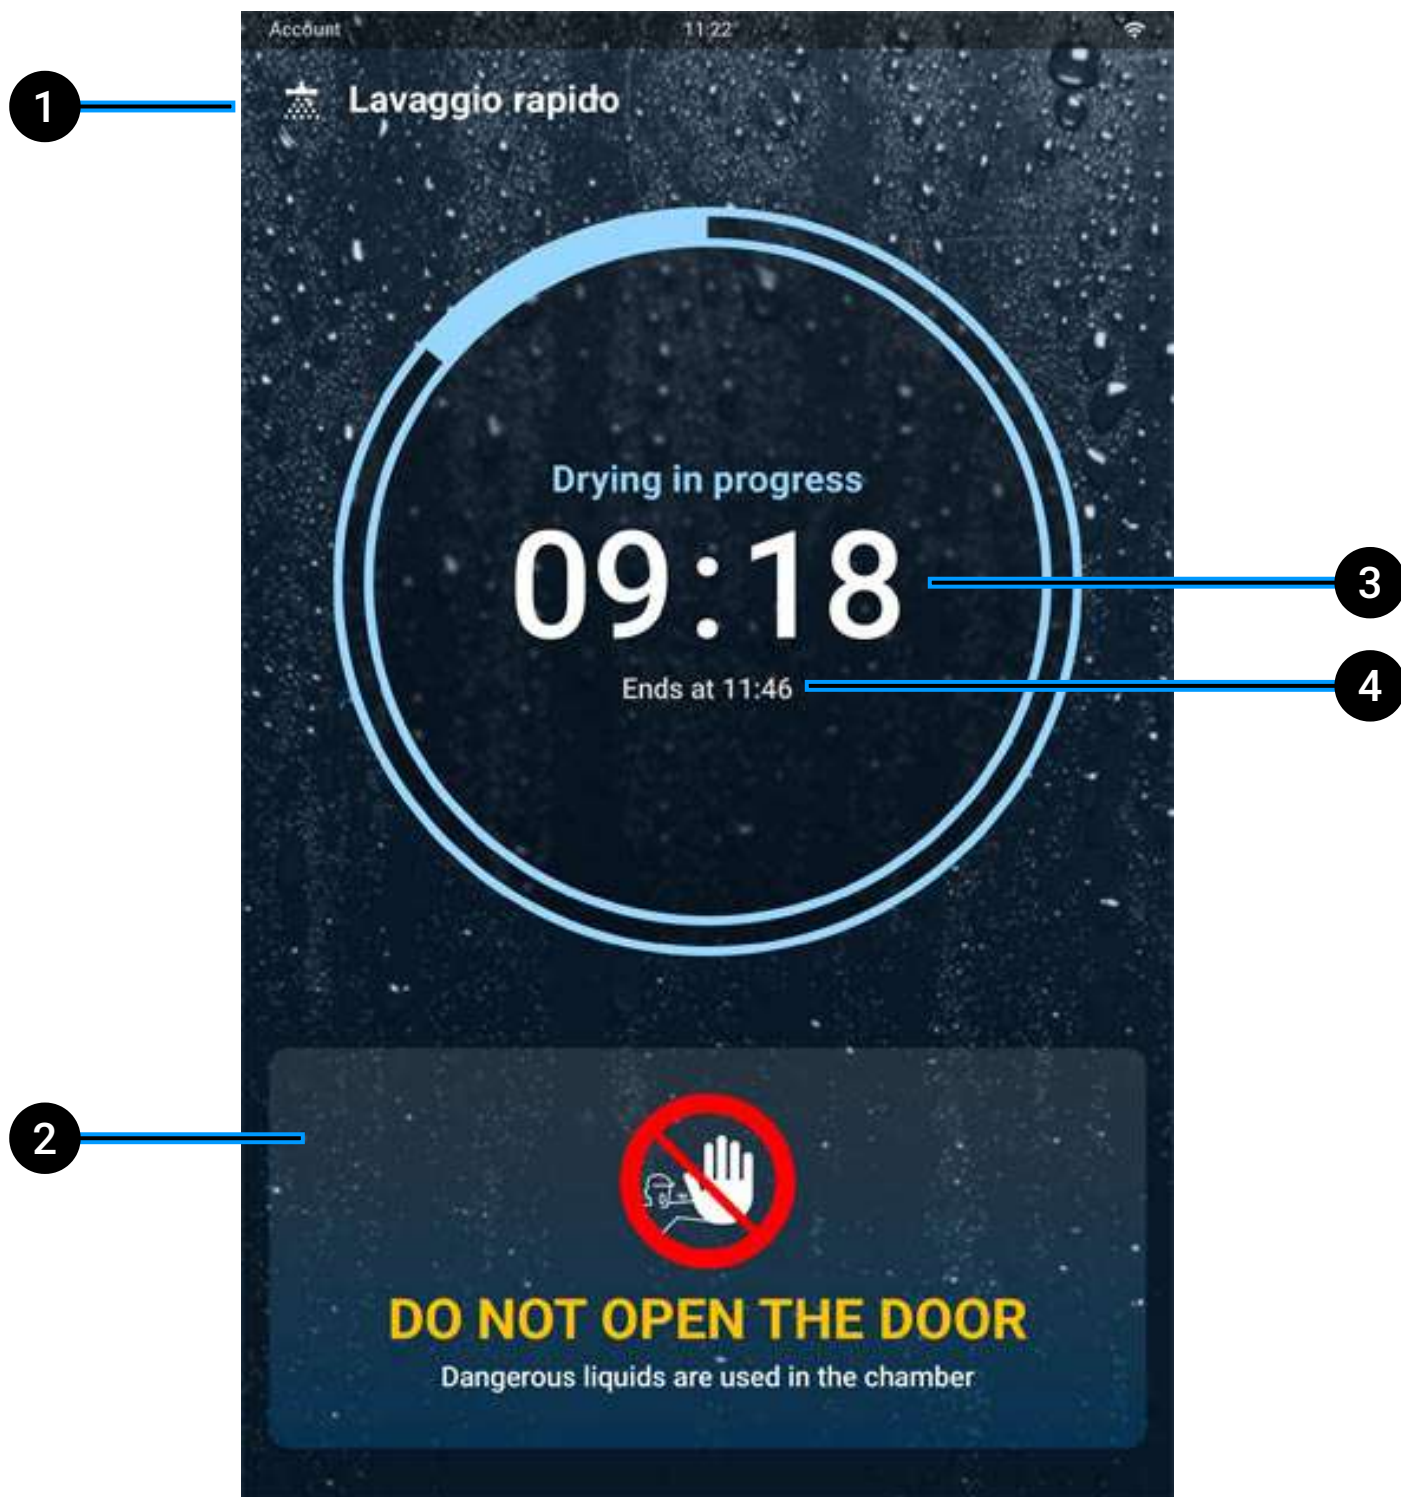 Account 11:22
1
Lavaggio rapido
Drying in progress
09:18
3
Ends at 11:46
4
2
DO NOT OPEN THE DOOR
Dangerous liquids are used in the chamber